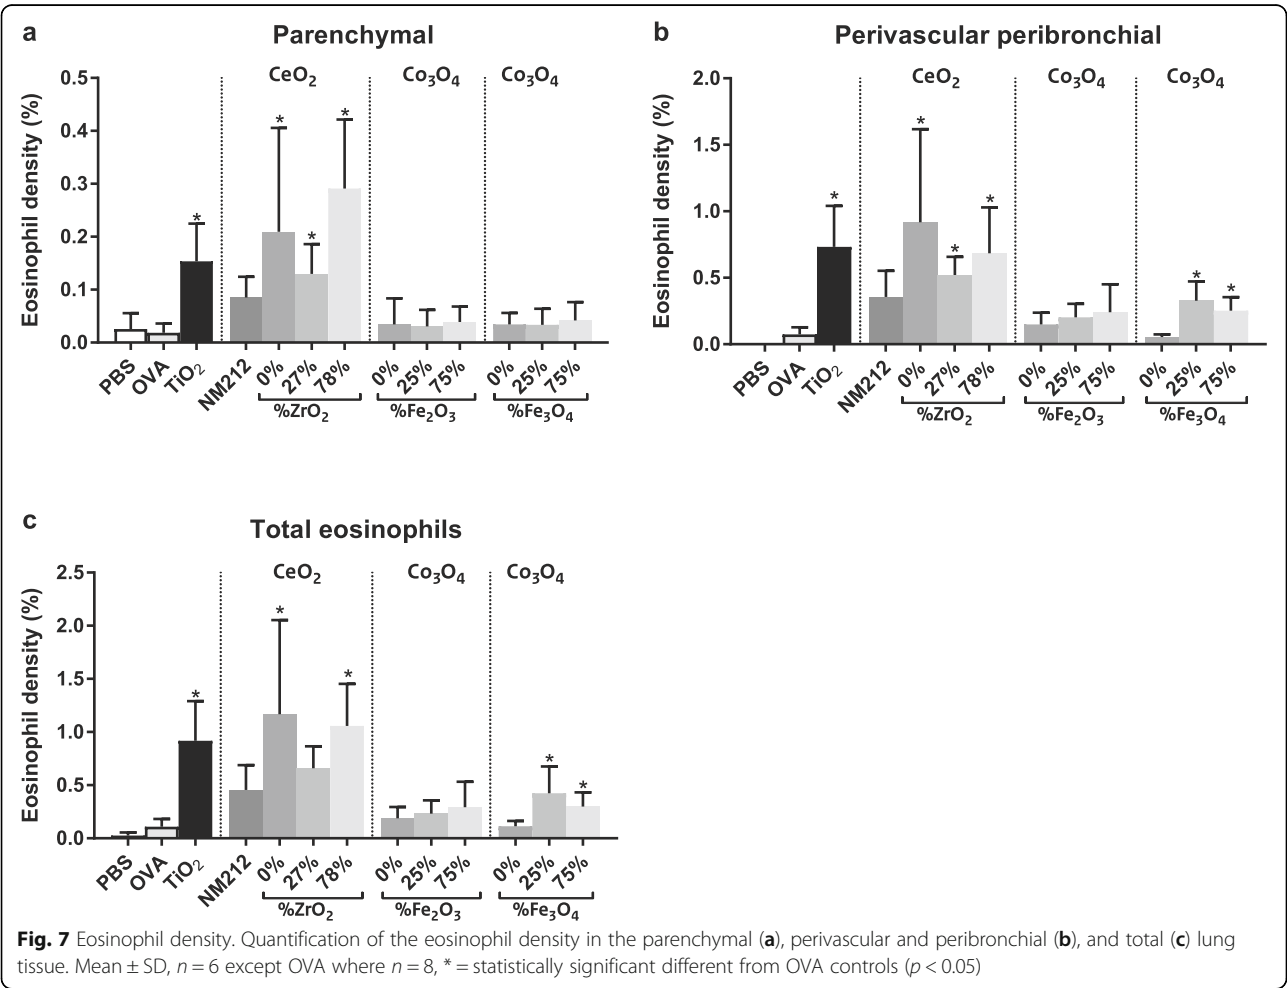 a
Parenchymal
CeO₂ Co₃O₄ Co₃O₄
Eosinophil density (%)
0.5
0.4
0.3
0.2
0.1
0.0
* * * *
PBS OVA TiO₂ NM212 0% 27% 78% 0% 25% 75% 0% 25% 75%
%ZrO₂ %Fe₂O₃ %Fe₃O₄
b
Perivascular peribronchial
CeO₂ Co₃O₄ Co₃O₄
Eosinophil density (%)
2.0
1.5
1.0
0.5
0.0
* * * * * *
PBS OVA TiO₂ NM212 0% 27% 78% 0% 25% 75% 0% 25% 75%
%ZrO₂ %Fe₂O₃ %Fe₃O₄
c
Total eosinophils
CeO₂ Co₃O₄ Co₃O₄
Eosinophil density (%)
2.5
2.0
1.5
1.0
0.5
0.0
* * * * *
PBS OVA TiO₂ NM212 0% 27% 78% 0% 25% 75% 0% 25% 75%
%ZrO₂ %Fe₂O₃ %Fe₃O₄
Fig. 7 Eosinophil density. Quantification of the eosinophil density in the parenchymal (a), perivascular and peribronchial (b), and total (c) lung
tissue. Mean ± SD, n = 6 except OVA where n = 8, * = statistically significant different from OVA controls (p < 0.05)